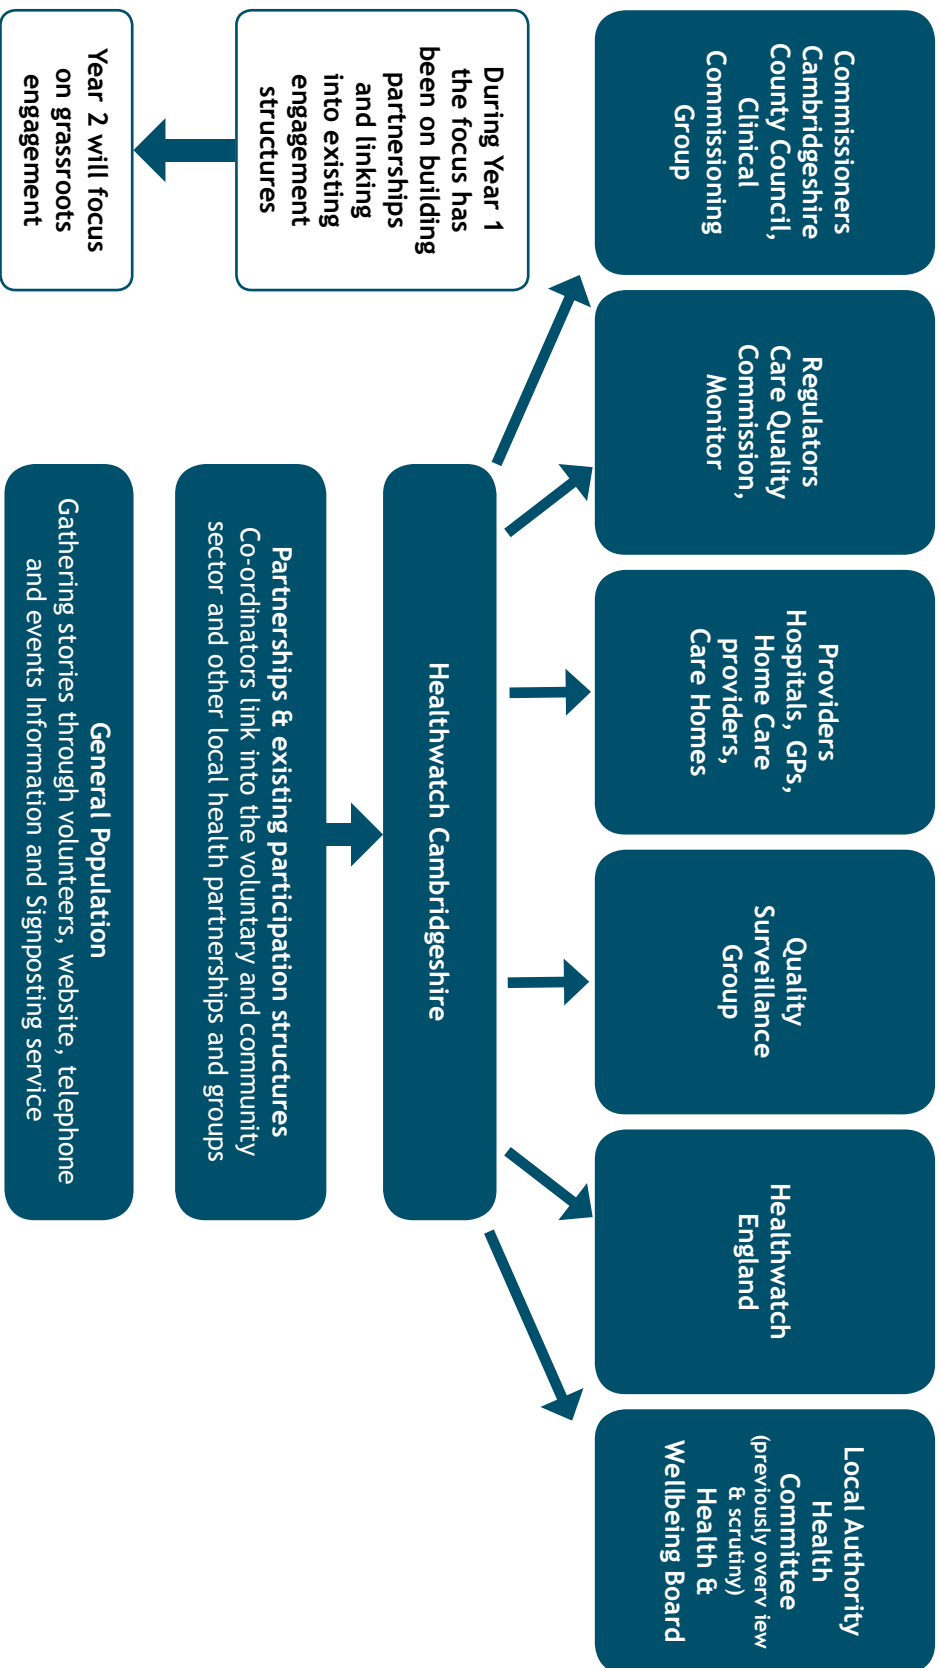 Commissioners
Cambridgeshire
County Council,
Clinical
Commissioning
Group
Regulators
Care Quality
Commission,
Monitor
Providers
Hospitals, GPs,
Home Care
providers,
Care Homes
Quality
Surveillance
Group
Healthwatch
England
Local Authority
Health
Committee
(previously overv iew
& scrutiny)
Health &
Wellbeing Board
During Year 1
the focus has
been on building
partnerships
and linking
into existing
engagement
structures
Year 2 will focus
on grassroots
engagement
Healthwatch Cambridgeshire
Partnerships & existing participation structures
Co-ordinators link into the voluntary and community
sector and other local health partnerships and groups
General Population
Gathering stories through volunteers, website, telephone
and events Information and Signposting service